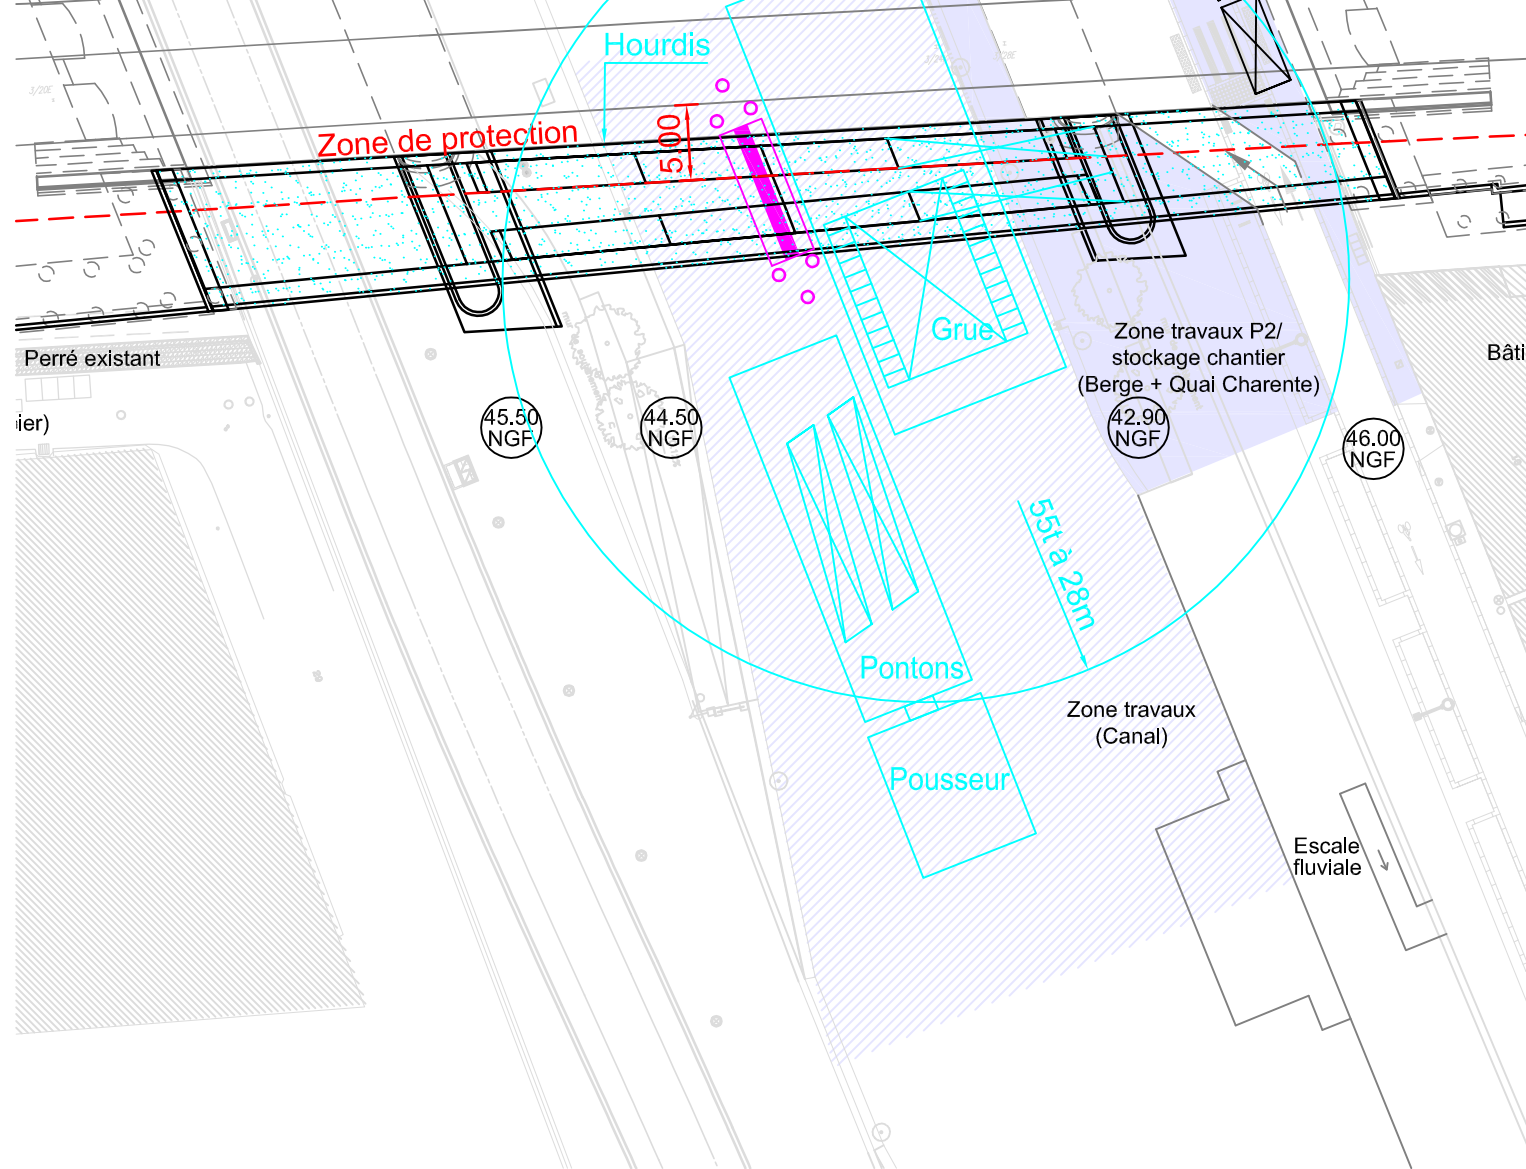 Hourdis
Zone de protection
5.00
Grue
Zone travaux P2/
stockage chantier
(Berge + Quai Charente)
Perré existant
Bâti
ier)
45.50
NGF
44.50
NGF
42.90
NGF
46.00
NGF
55t à 28m
Pontons
Zone travaux
(Canal)
Pousseur
Escale
fluviale